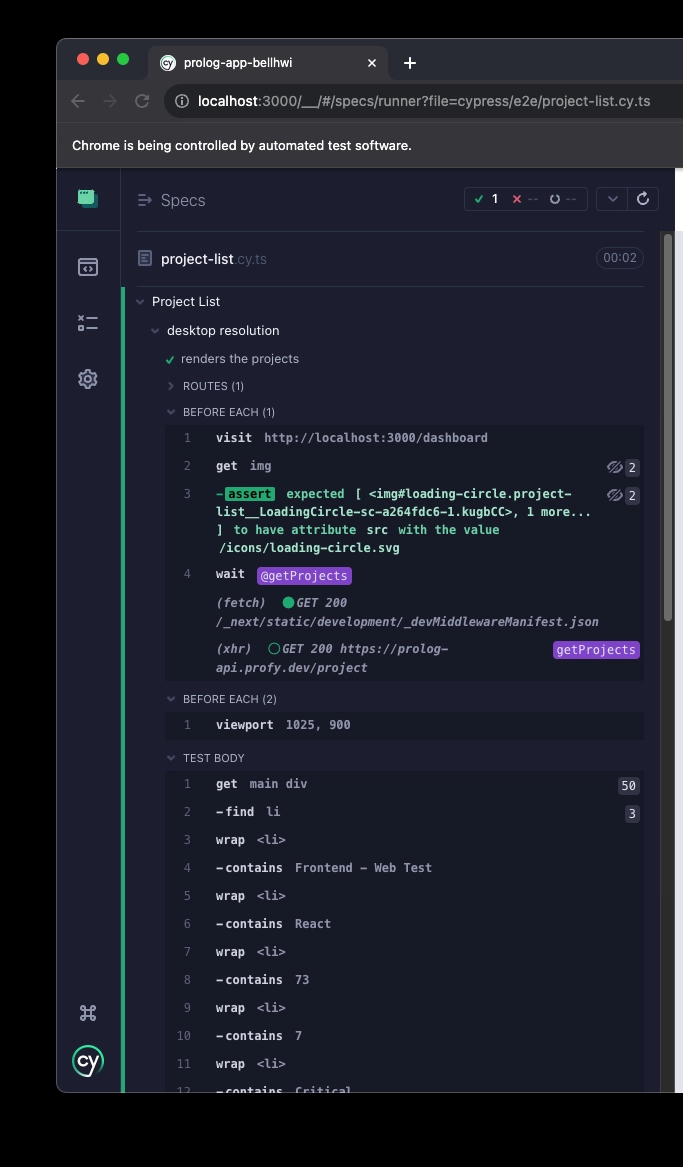 prolog-app-bellhwi
localhost:3000/__/#/specs/runner?file=cypress/e2e/project-list.cy.ts
Chrome is being controlled by automated test software.
Specs
1 -- --
project-list.cy.ts 00:02
Project List
desktop resolution
renders the projects
ROUTES (1)
BEFORE EACH (1)
1 visit http://localhost:3000/dashboard
2 get img 2
3 -assert expected [ <img#loading-circle.project- 2
list__LoadingCircle-sc-a264fdc6-1.kugbCC>, 1 more...
] to have attribute src with the value
/icons/loading-circle.svg
4 wait @getProjects
(fetch) GET 200
/_next/static/development/_devMiddlewareManifest.json
(xhr) GET 200 https://prolog- getProjects
api.profy.dev/project
BEFORE EACH (2)
1 viewport 1025, 900
TEST BODY
1 get main div 50
2 -find li 3
3 wrap <li>
4 -contains Frontend - Web Test
5 wrap <li>
6 -contains React
7 wrap <li>
8 -contains 73
9 wrap <li>
10 -contains 7
11 wrap <li>
12 -contains Critical
cy